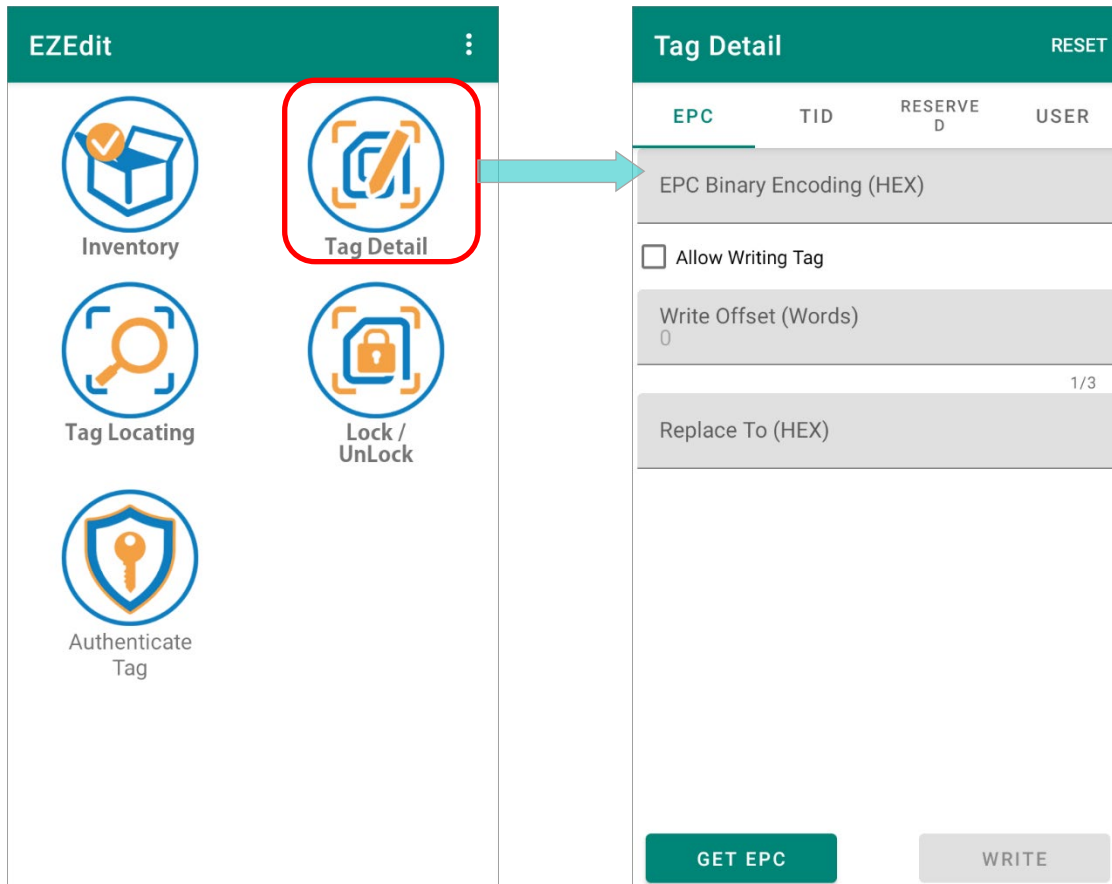 EZEdit
Inventory
Tag Detail
Tag Locating
Lock /
UnLock
Authenticate
Tag
Tag Detail
RESET
EPC
TID
RESERVE
D
USER
EPC Binary Encoding (HEX)
Allow Writing Tag
Write Offset (Words)
0
1/3
Replace To (HEX)
GET EPC
WRITE